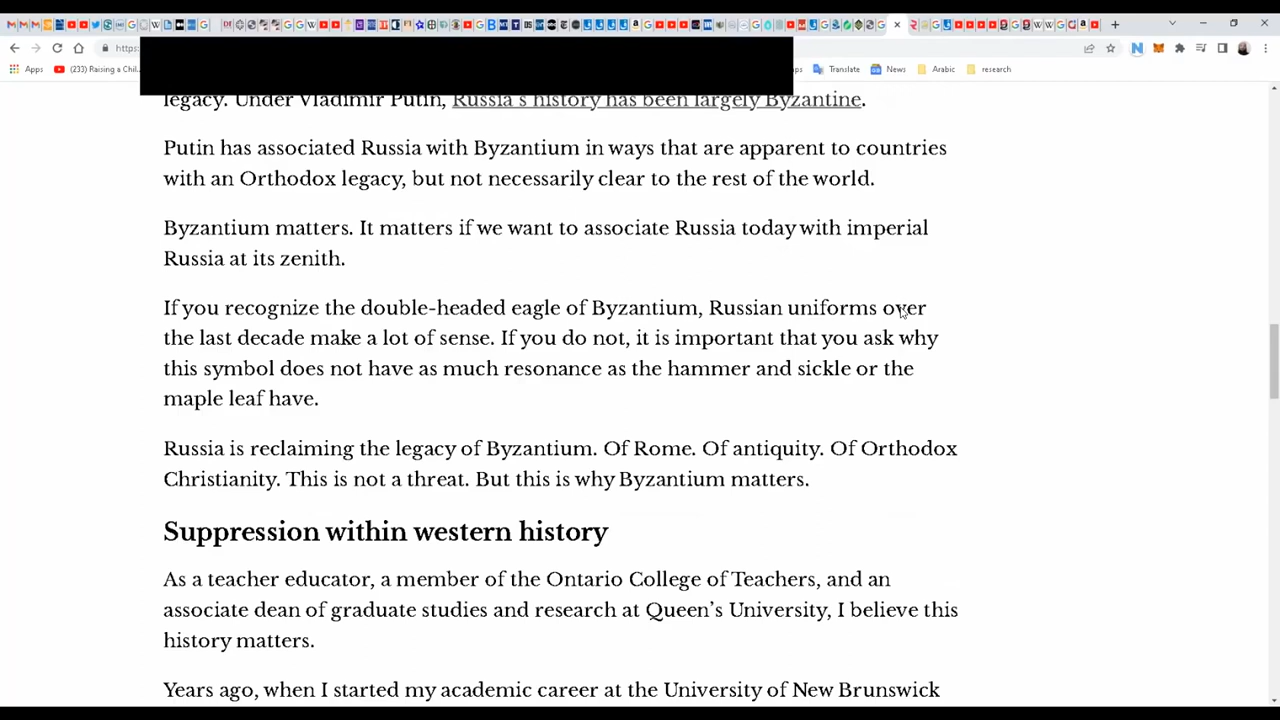 https:
Apps
(233) Raising a Chil...
Translate
News
Arabic
research
legacy. Under Vladimir Putin, Russia's history has been largely Byzantine.
Putin has associated Russia with Byzantium in ways that are apparent to countries
with an Orthodox legacy, but not necessarily clear to the rest of the world.
Byzantium matters. It matters if we want to associate Russia today with imperial
Russia at its zenith.
If you recognize the double-headed eagle of Byzantium, Russian uniforms over
the last decade make a lot of sense. If you do not, it is important that you ask why
this symbol does not have as much resonance as the hammer and sickle or the
maple leaf have.
Russia is reclaiming the legacy of Byzantium. Of Rome. Of antiquity. Of Orthodox
Christianity. This is not a threat. But this is why Byzantium matters.
Suppression within western history
As a teacher educator, a member of the Ontario College of Teachers, and an
associate dean of graduate studies and research at Queen's University, I believe this
history matters.
Years ago, when I started my academic career at the University of New Brunswick